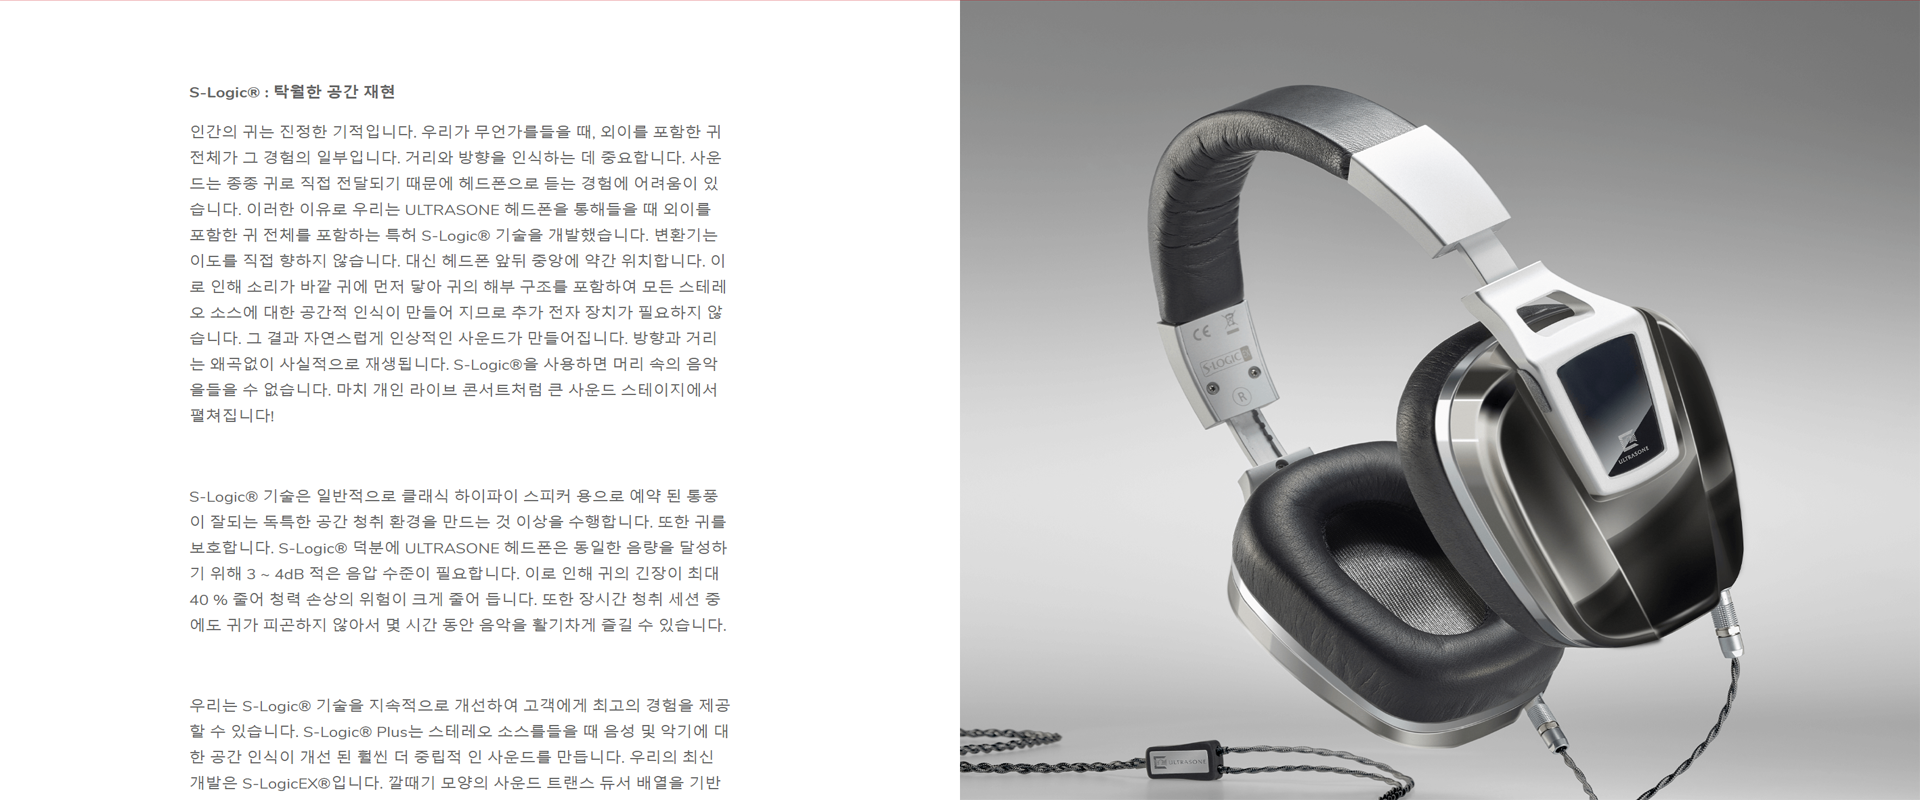 S-Logic® : 탁월한 공간 재현
인간의 귀는 진정한 기적입니다. 우리가 무언가를들을 때, 외이를 포함한 귀
전체가 그 경험의 일부입니다. 거리와 방향을 인식하는 데 중요합니다. 사운
드는 종종 귀로 직접 전달되기 때문에 헤드폰으로 듣는 경험에 어려움이 있
습니다. 이러한 이유로 우리는 ULTRASONE 헤드폰을 통해들을 때 외이를
포함한 귀 전체를 포함하는 특허 S-Logic® 기술을 개발했습니다. 변환기는
이도를 직접 향하지 않습니다. 대신 헤드폰 앞뒤 중앙에 약간 위치합니다. 이
로 인해 소리가 바깥 귀에 먼저 닿아 귀의 해부 구조를 포함하여 모든 스테레
오 소스에 대한 공간적 인식이 만들어 지므로 추가 전자 장치가 필요하지 않
습니다. 그 결과 자연스럽게 인상적인 사운드가 만들어집니다. 방향과 거리
는 왜곡없이 사실적으로 재생됩니다. S-Logic®을 사용하면 머리 속의 음악
을들을 수 없습니다. 마치 개인 라이브 콘서트처럼 큰 사운드 스테이지에서
펼쳐집니다!
S-Logic® 기술은 일반적으로 클래식 하이파이 스피커 용으로 예약 된 통풍
이 잘되는 독특한 공간 청취 환경을 만드는 것 이상을 수행합니다. 또한 귀를
보호합니다. S-Logic® 덕분에 ULTRASONE 헤드폰은 동일한 음량을 달성하
기 위해 3 ~ 4dB 적은 음압 수준이 필요합니다. 이로 인해 귀의 긴장이 최대
40 % 줄어 청력 손상의 위험이 크게 줄어 듭니다. 또한 장시간 청취 세션 중
에도 귀가 피곤하지 않아서 몇 시간 동안 음악을 활기차게 즐길 수 있습니다.
우리는 S-Logic® 기술을 지속적으로 개선하여 고객에게 최고의 경험을 제공
할 수 있습니다. S-Logic® Plus는 스테레오 소스를들을 때 음성 및 악기에 대
한 공간 인식이 개선 된 훨씬 더 중립적 인 사운드를 만듭니다. 우리의 최신
개발은 S-LogicEX®입니다. 깔때기 모양의 사운드 트랜스 듀서 배열을 기반
CE
S-LOGIC
R
ULTRASONE
ULTRASONE